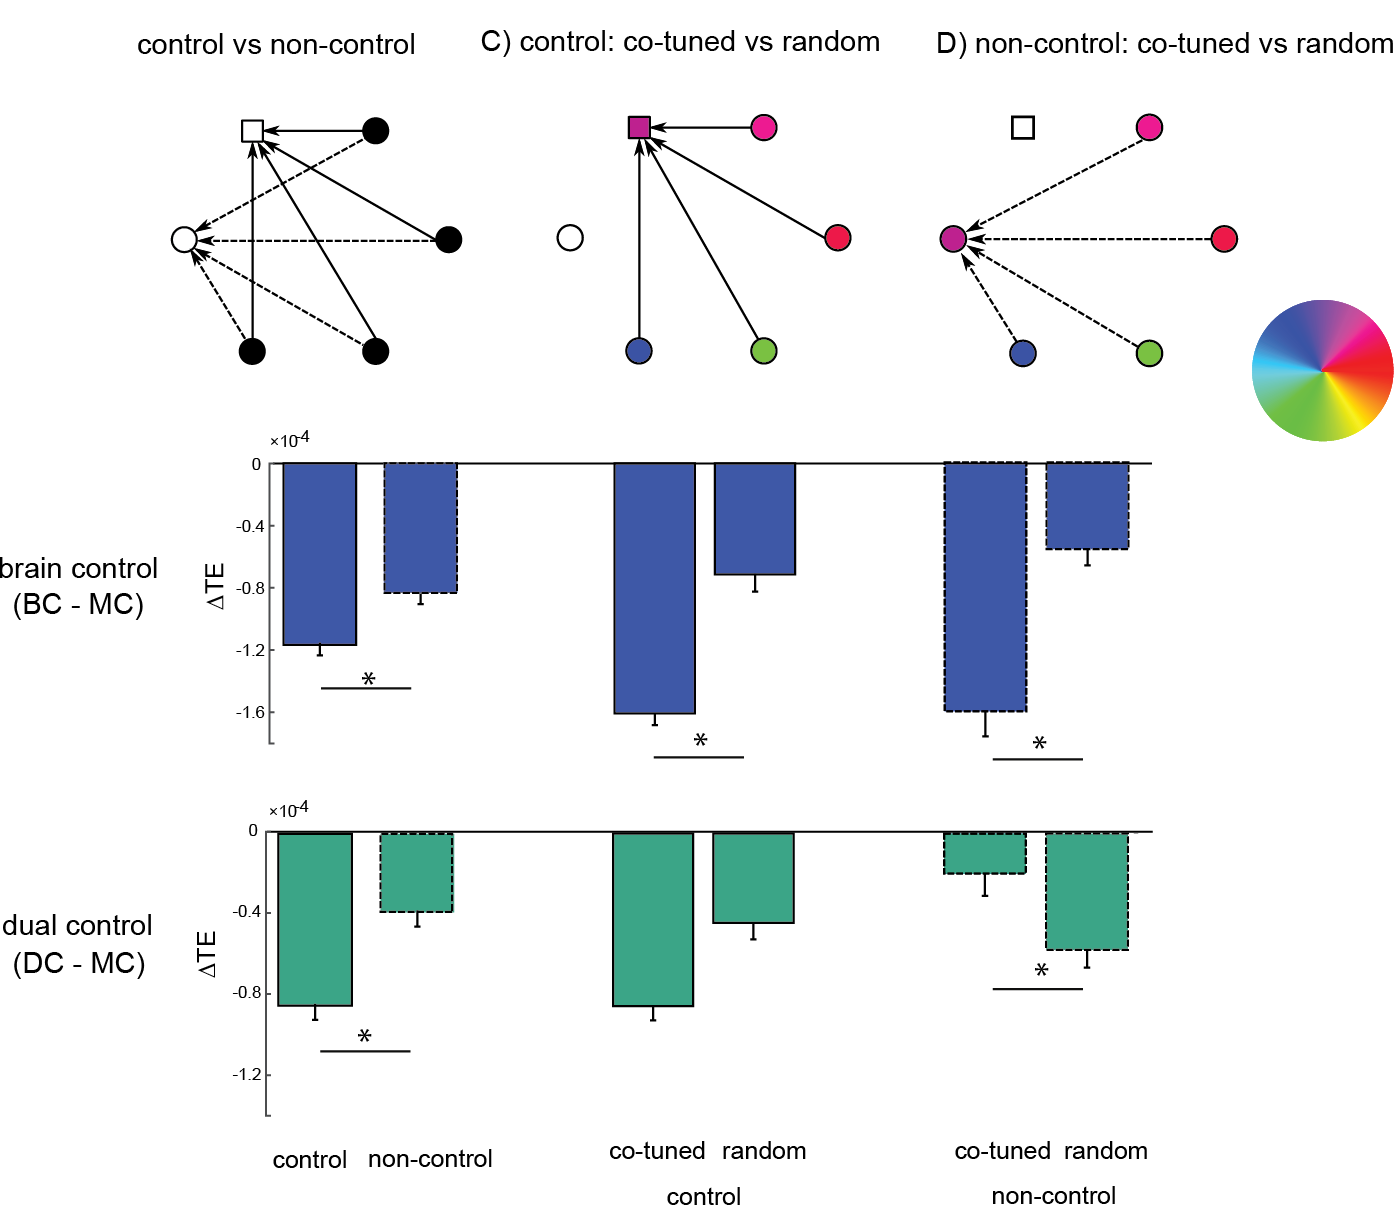 control vs non-control
C) control: co-tuned vs random
D) non-control: co-tuned vs random
×10-4
0
-0.4
-0.8
-1.2
-1.6
ΔTE
brain control
(BC - MC)
*
*
*
×10-4
0
-0.4
-0.8
-1.2
ΔTE
dual control
(DC - MC)
*
*
control non-control
co-tuned random
control
co-tuned random
non-control